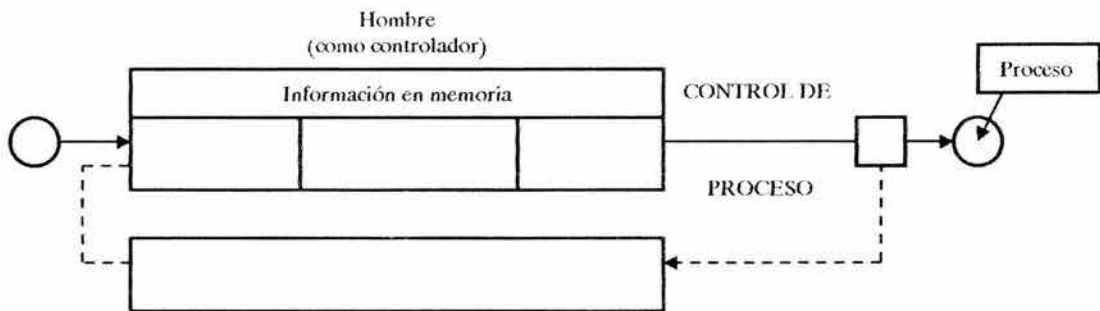 Hombre
(como controlador)
Información en memoria
CONTROL DE
Proceso
PROCESO